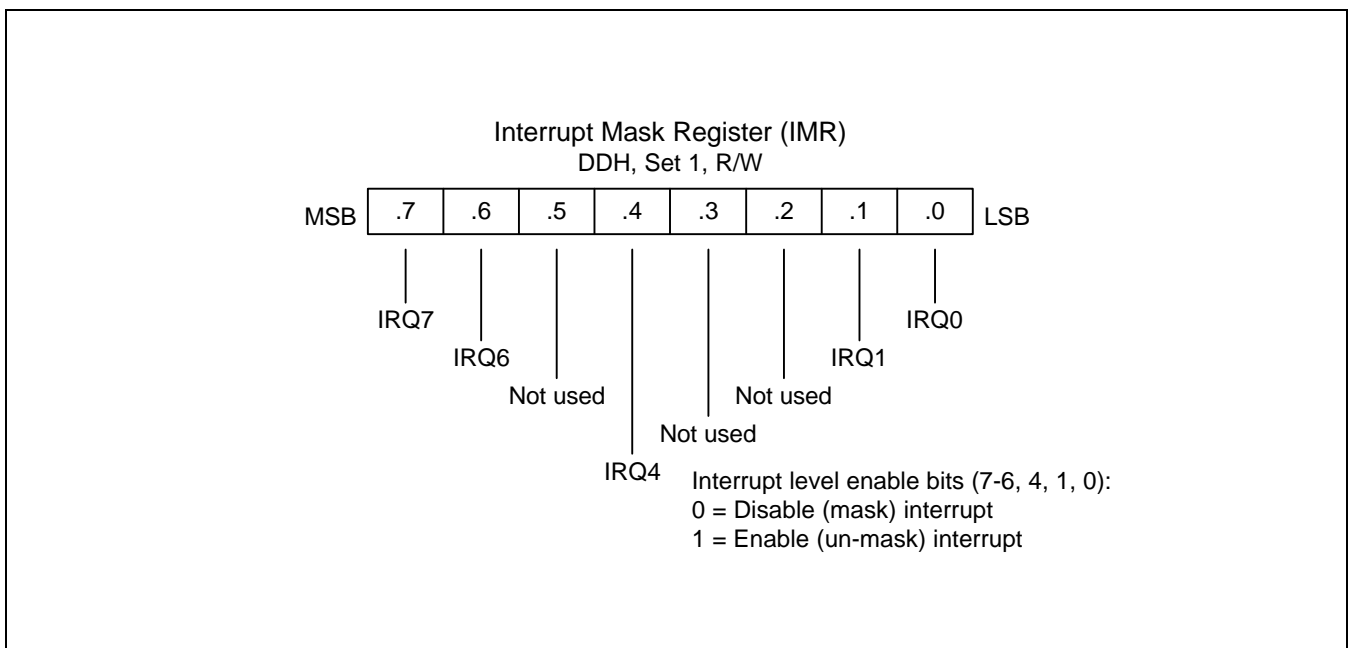 Interrupt Mask Register (IMR)
DDH, Set 1, R/W
MSB .7 .6 .5 .4 .3 .2 .1 .0 LSB
IRQ7 IRQ0
IRQ6 IRQ1
Not used Not used
Not used
IRQ4
Interrupt level enable bits (7-6, 4, 1, 0):
0 = Disable (mask) interrupt
1 = Enable (un-mask) interrupt